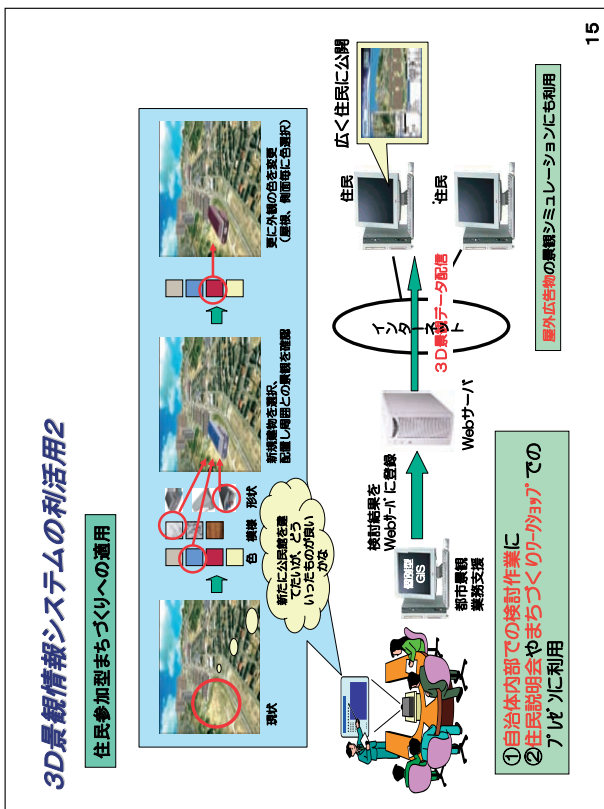 3D景観情報システムの利活用2
住民参加型まちづくりへの適用
現状
色
模様
形状
新規建物を選択、
配置し周囲との景観を確認
更に外観の色を変更
(屋根、側面毎に色選択)
新たに公民館を建
てたいが、どう
いったものが良い
かな
個別型
GIS
都市景観
業務支援
検討結果を
Webサーバに登録
Webサーバ
インターネット
3D景観データ配信
住民
住民
広く住民に公開
①自治体内部での検討作業に
②住民説明会やまちづくりワークショップでの
プレゼンに利用
屋外広告物の景観シミュレーションにも利用
15